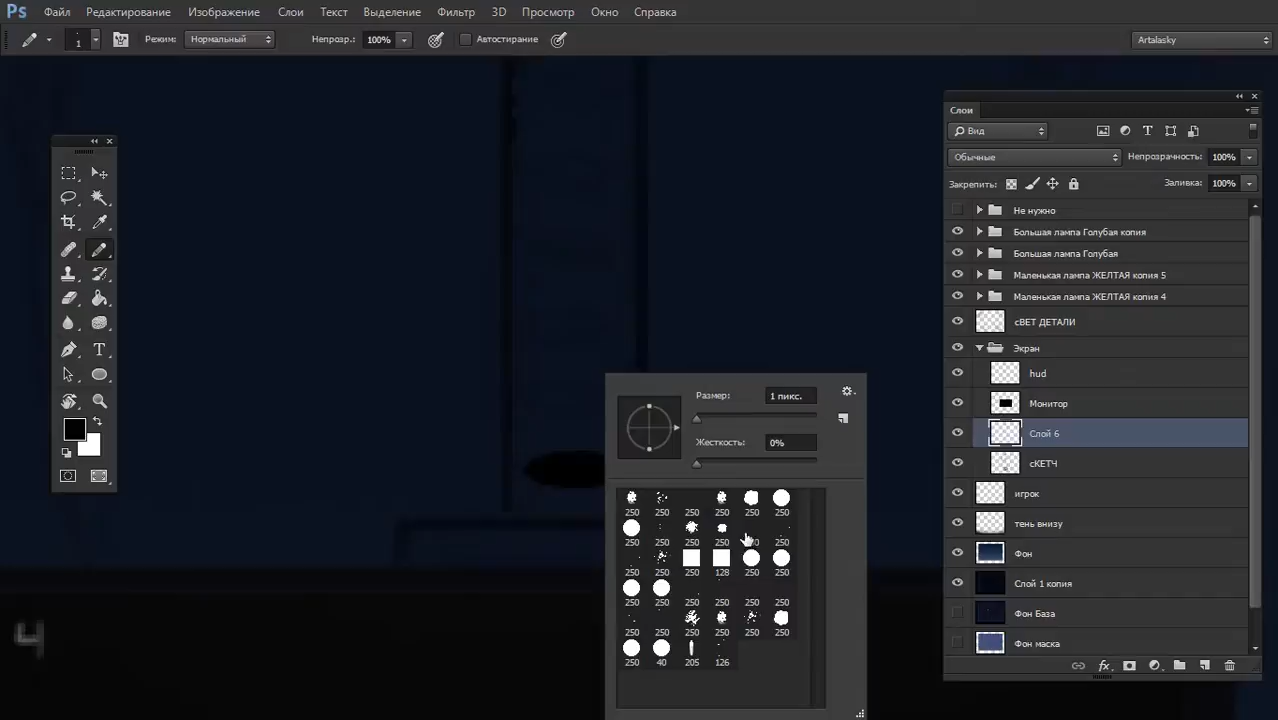 Ps Файл Редактирование Изображение Слои Текст Выделение Фильтр 3D Просмотр Окно Справка
1 Режим: Нормальный Непрозр.: 100% Автостирание Artalasky
Слои
Вид
Обычные Непрозрачность: 100%
Закрепить: Заливка: 100%
Не нужно
Большая лампа Голубая копия
Большая лампа Голубая
Маленькая лампа ЖЕЛТАЯ копия 5
Маленькая лампа ЖЕЛТАЯ копия 4
сВЕТ ДЕТАЛИ
Экран
hud
Монитор
Слой 6
сКЕТЧ
игрок
тень внизу
Фон
Слой 1 копия
Фон База
Фон маска
Размер: 1 пикс.
Жесткость: 0%
250 250 250 250 250 250
250 250 250 250 250
250 250 250 128 250 250
250 250 250 250 250 250
250 250 250 250 250 250
250 40 205 126
4